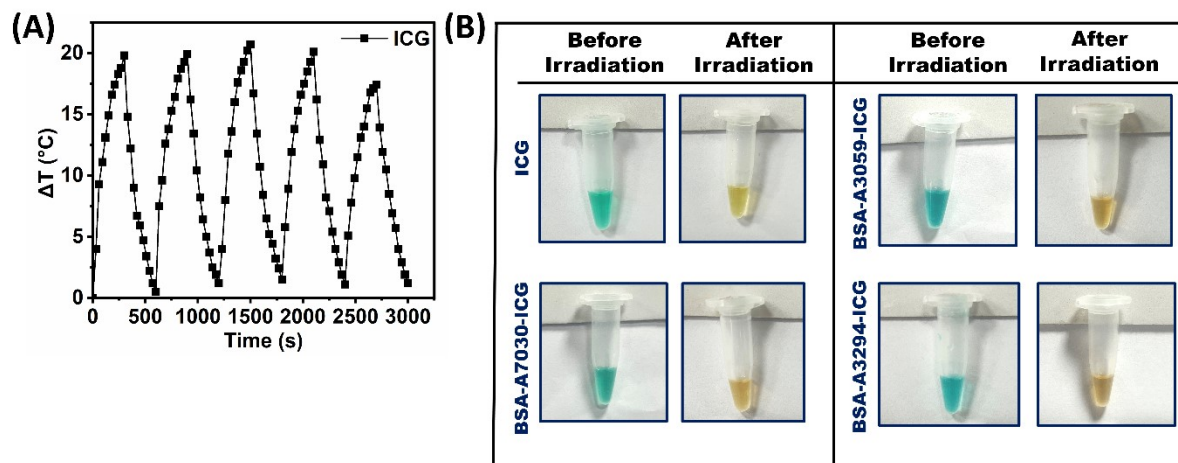 (A)
ICG
ΔT (°C)
20
15
10
5
0
0 500 1000 1500 2000 2500 3000
Time (s)
(B)
Before Irradiation
After Irradiation
Before Irradiation
After Irradiation
ICG
BSA-A3059-ICG
BSA-A7030-ICG
BSA-A3294-ICG